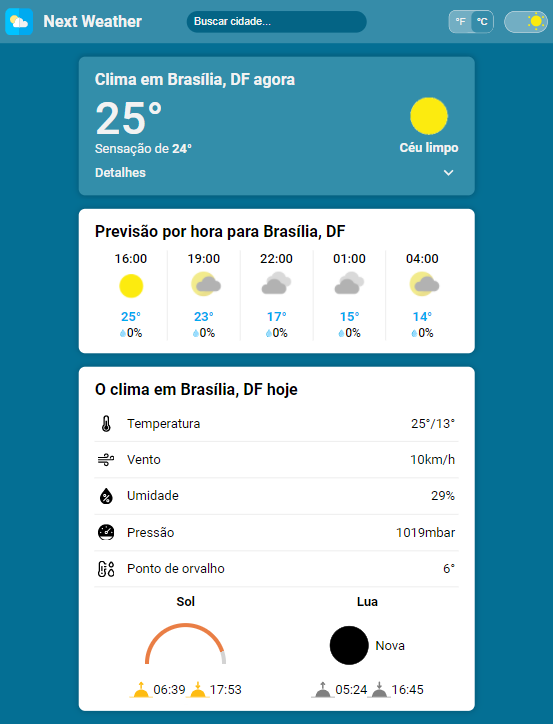 Next Weather
Buscar cidade...
°F °C
Clima em Brasília, DF agora
25°
Sensação de 24°
Céu limpo
Detalhes
Previsão por hora para Brasília, DF
16:00 19:00 22:00 01:00 04:00
25° 23° 17° 15° 14°
0% 0% 0% 0% 0%
O clima em Brasília, DF hoje
Temperatura 25°/13°
Vento 10km/h
Umidade 29%
Pressão 1019mbar
Ponto de orvalho 6°
Sol Lua
Nova
06:39 17:53 05:24 16:45